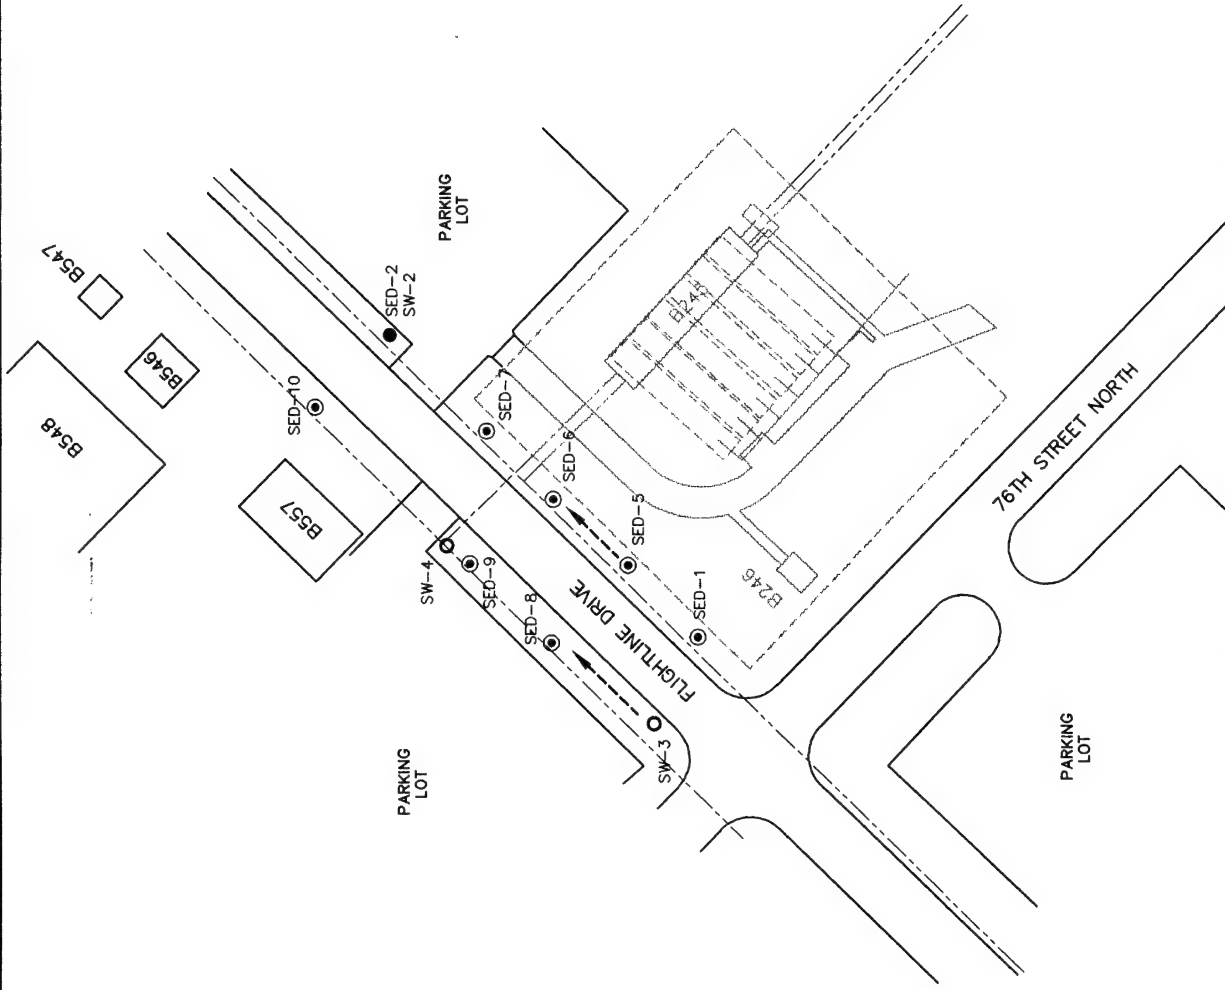 B547
PARKING
LOT
SED-2
SW-2
B546
B548
SED-10
SED-7
B245
SED-6
76TH STREET NORTH
B557
SED-5
SW-4
SED-9
SED-8
FLIGHTLINE DRIVE
B246
SED-1
SW-3
PARKING
LOT
PARKING
LOT